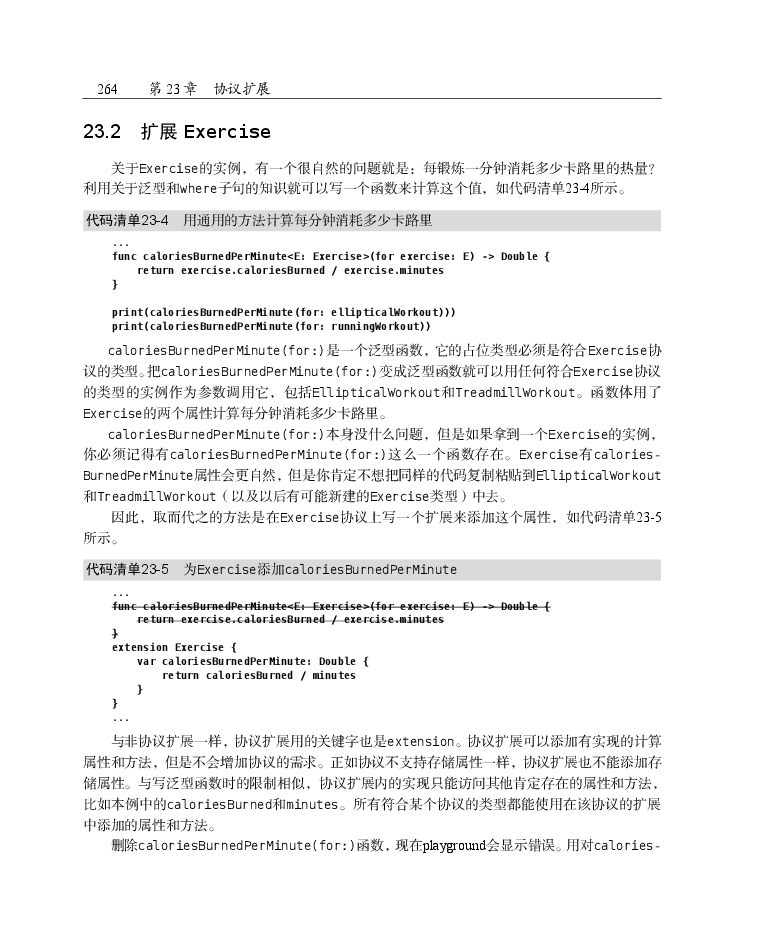 264 第 23 章 协议扩展
23.2 扩展 Exercise
关于Exercise的实例，有一个很自然的问题就是：每锻炼一分钟消耗多少卡路里的热量？
利用关于泛型和where子句的知识就可以写一个函数来计算这个值，如代码清单23-4所示。
代码清单23-4 用通用的方法计算每分钟消耗多少卡路里
...
func caloriesBurnedPerMinute<E: Exercise>(for exercise: E) -> Double {
    return exercise.caloriesBurned / exercise.minutes
}
print(caloriesBurnedPerMinute(for: ellipticalWorkout)))
print(caloriesBurnedPerMinute(for: runningWorkout))
caloriesBurnedPerMinute(for:)是一个泛型函数，它的占位类型必须是符合Exercise协
议的类型。把caloriesBurnedPerMinute(for:)变成泛型函数就可以用任何符合Exercise协议
的类型的实例作为参数调用它，包括EllipticalWorkout和TreadmillWorkout。函数体用了
Exercise的两个属性计算每分钟消耗多少卡路里。
caloriesBurnedPerMinute(for:)本身没什么问题，但是如果拿到一个Exercise的实例，
你必须记得有caloriesBurnedPerMinute(for:)这么一个函数存在。Exercise有calories-
BurnedPerMinute属性会更自然，但是你肯定不想把同样的代码复制粘贴到EllipticalWorkout
和TreadmillWorkout（以及以后有可能新建的Exercise类型）中去。
因此，取而代之的方法是在Exercise协议上写一个扩展来添加这个属性，如代码清单23-5
所示。
代码清单23-5 为Exercise添加caloriesBurnedPerMinute
...
func caloriesBurnedPerMinute<E: Exercise>(for exercise: E) -> Double {
    return exercise.caloriesBurned / exercise.minutes
}
extension Exercise {
    var caloriesBurnedPerMinute: Double {
        return caloriesBurned / minutes
    }
}
...
与非协议扩展一样，协议扩展用的关键字也是extension。协议扩展可以添加有实现的计算
属性和方法，但是不会增加协议的需求。正如协议不支持存储属性一样，协议扩展也不能添加存
储属性。与写泛型函数时的限制相似，协议扩展内的实现只能访问其他肯定存在的属性和方法，
比如本例中的caloriesBurned和minutes。所有符合某个协议的类型都能使用在该协议的扩展
中添加的属性和方法。
删除caloriesBurnedPerMinute(for:)函数，现在playground会显示错误。用对calories-